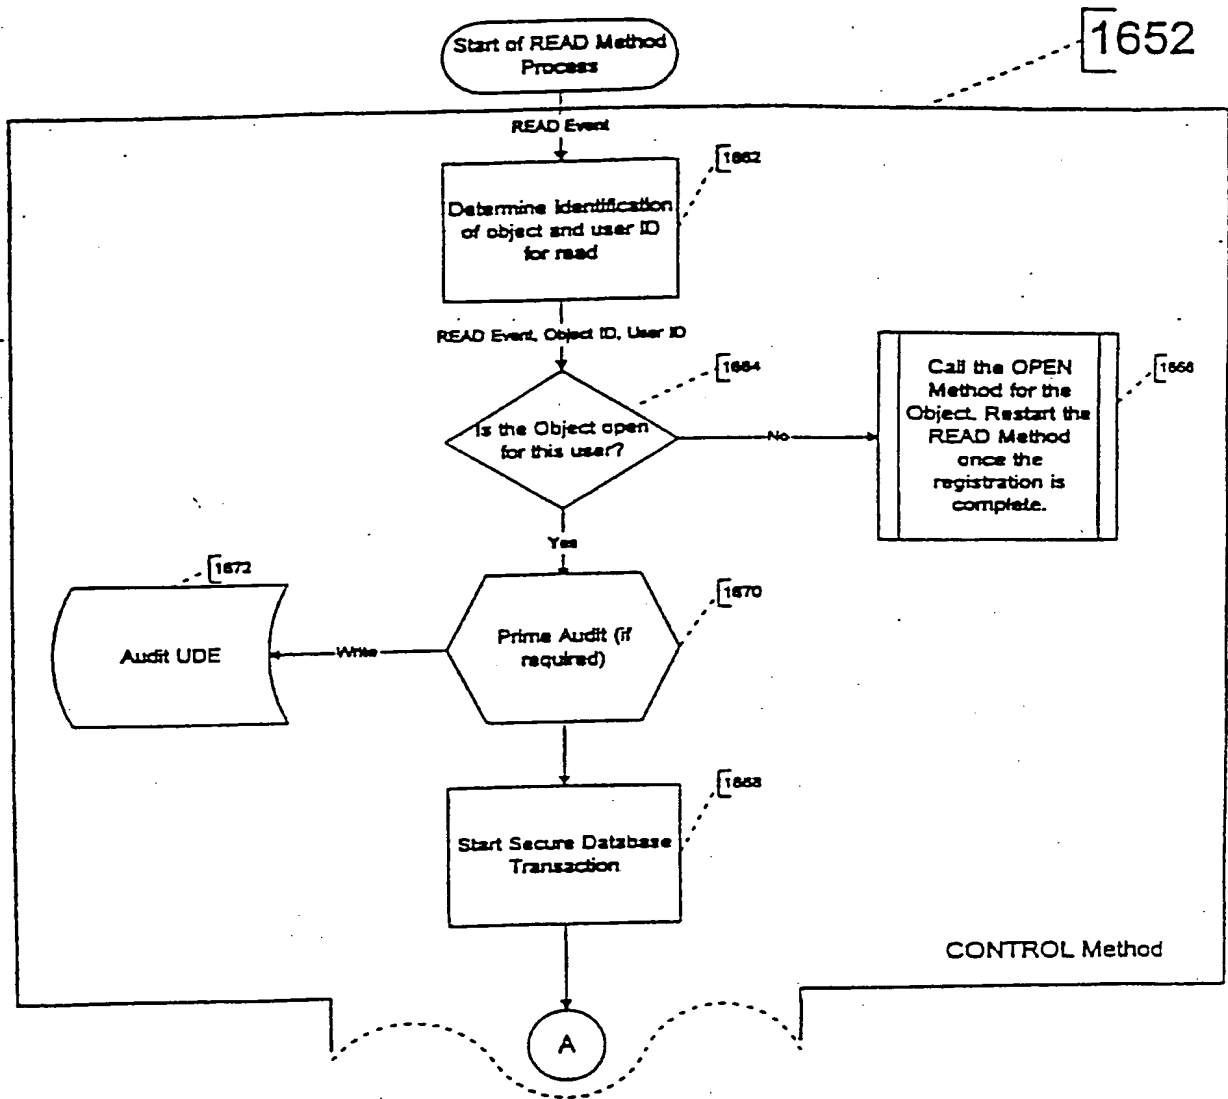 1652
Start of READ Method
Process
READ Event
1662
Determine identification
of object and user ID
for read
READ Event, Object ID, User ID
1664
Is the Object open
for this user?
No
Call the OPEN
Method for the
Object. Restart the
READ Method
once the
registration is
complete.
Yes
1672
1670
Audit UDE
Write
Prime Audit (if
required)
1668
Start Secure Database
Transaction
CONTROL Method
A